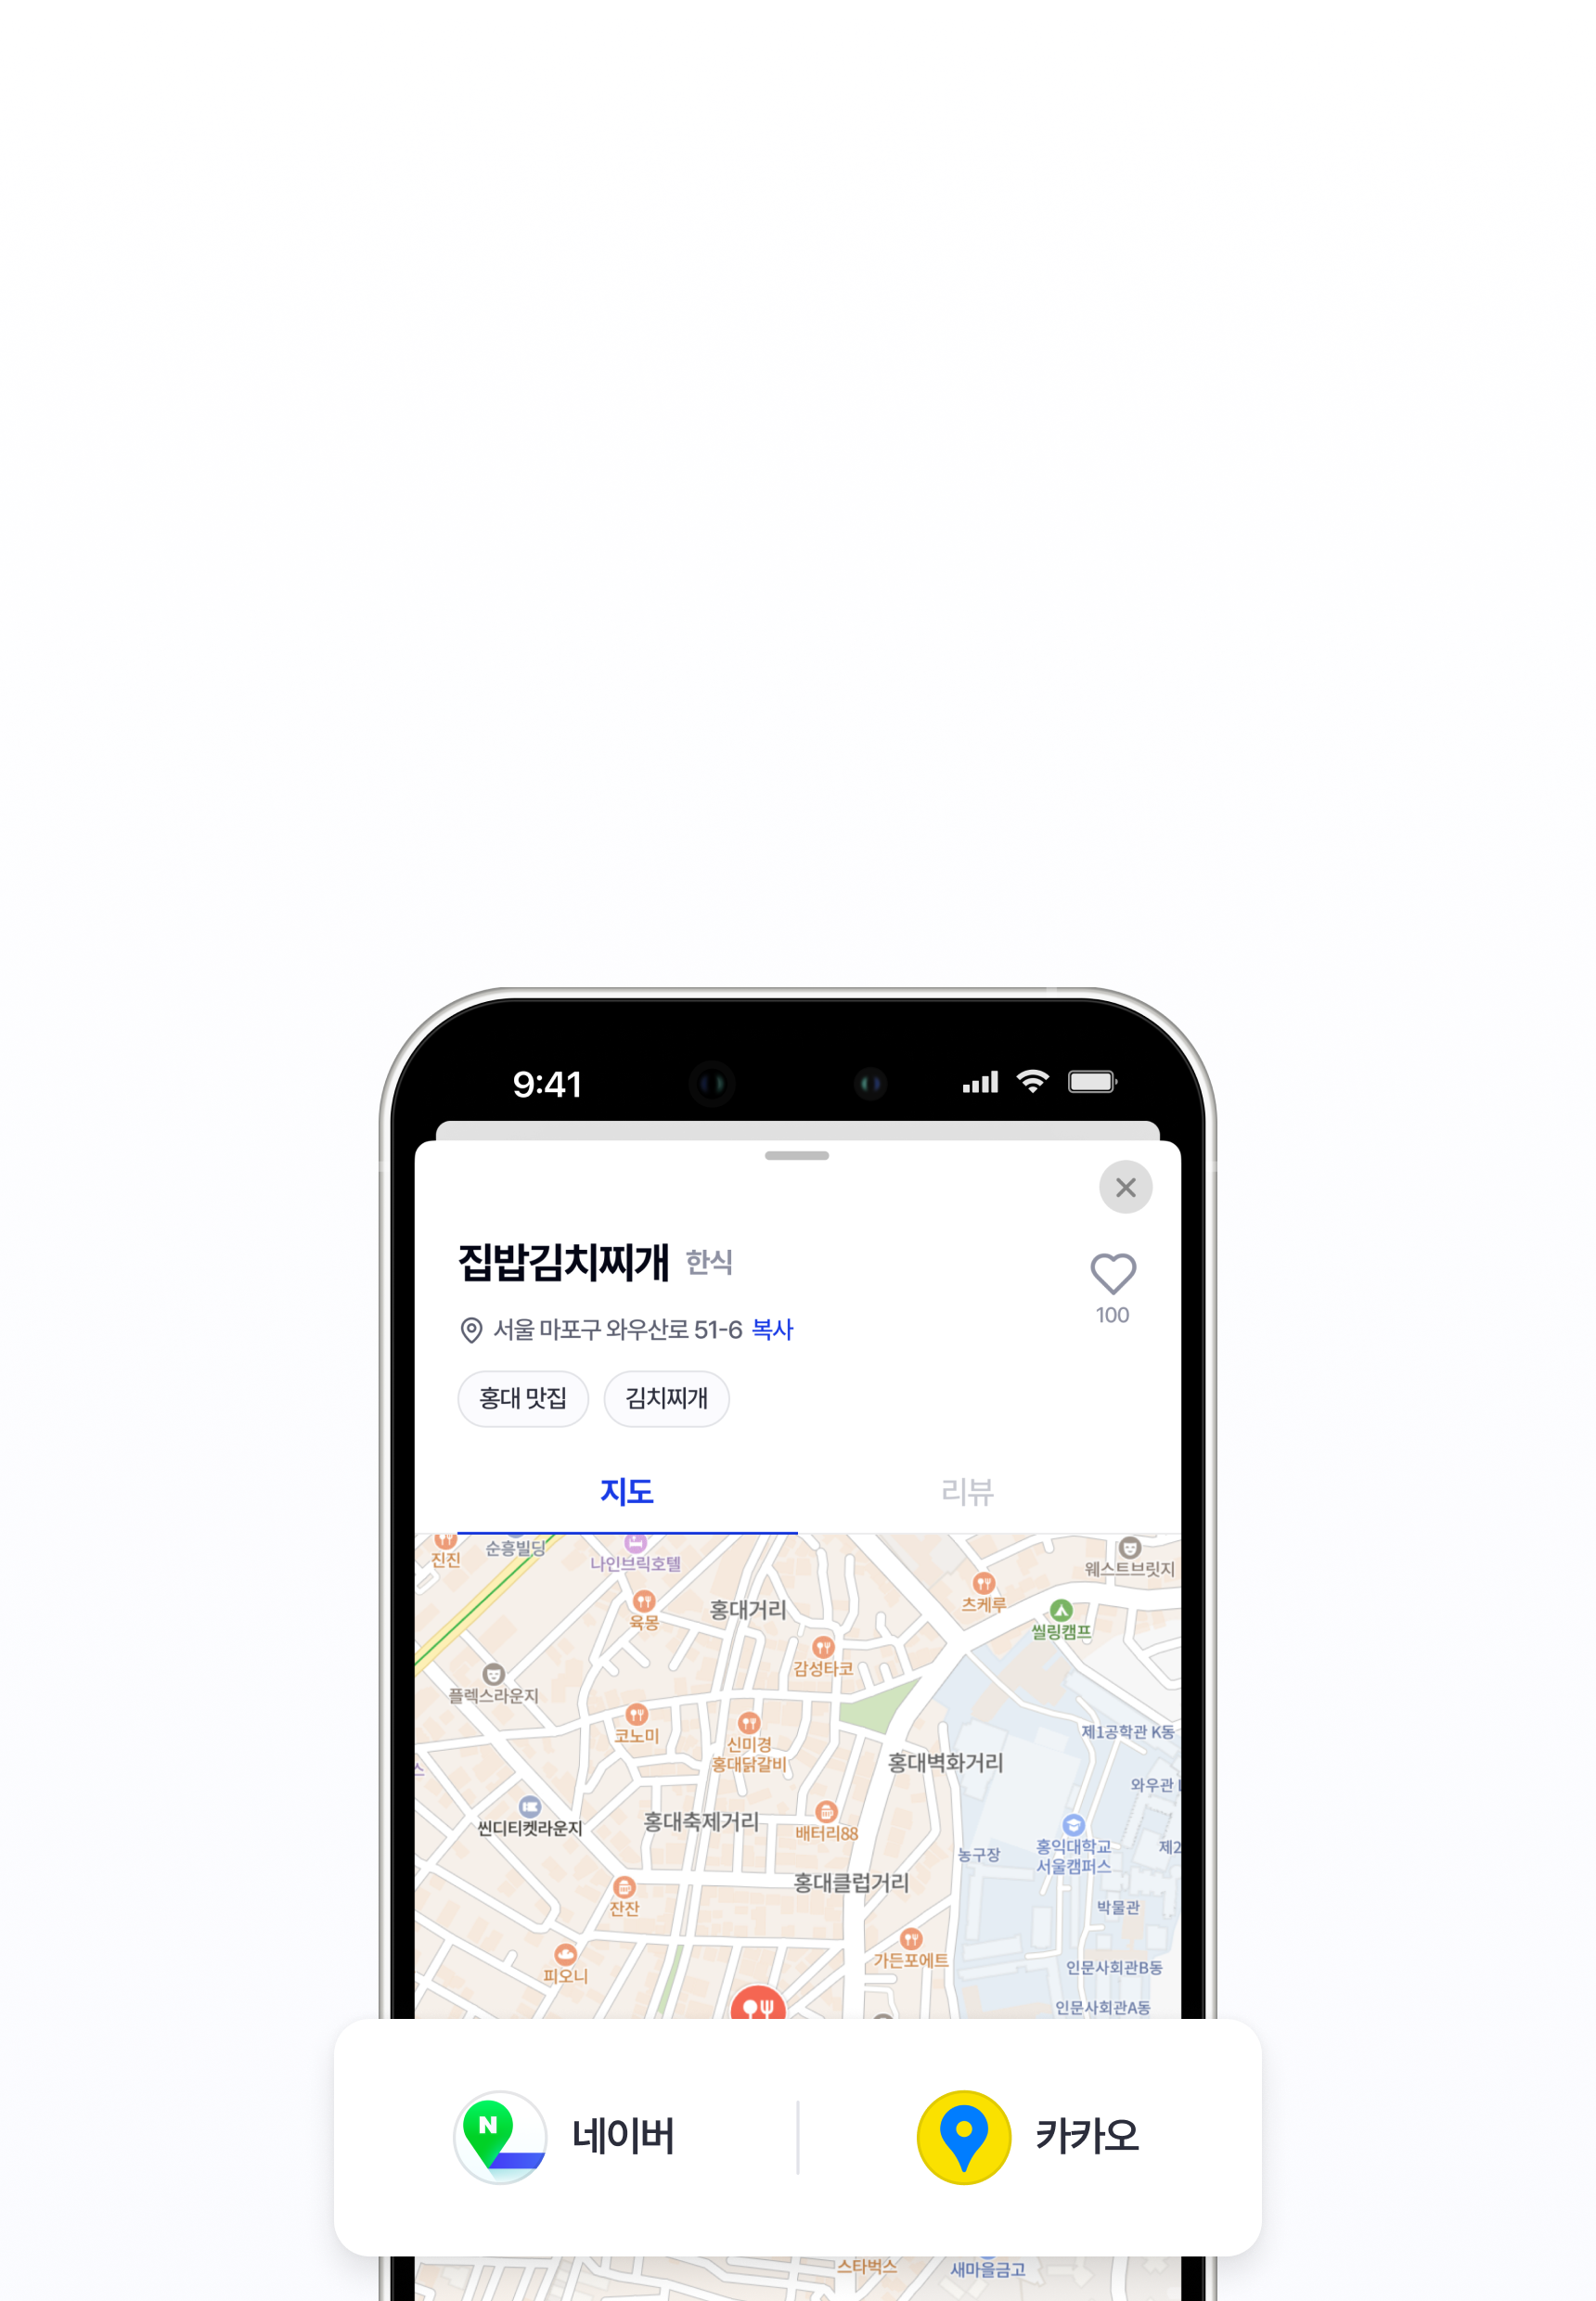 9:41
집밥김치찌개 한식
100
서울 마포구 와우산로 51-6 복사
홍대 맛집 김치찌개
지도 리뷰
진진
순흥빌딩
나인브릭호텔
웨스트브릿지
육몽
홍대거리
츠케루
씰링캠프
감성타코
플렉스라운지
코노미
신미경
홍대닭갈비
제1공학관 K동
홍대벽화거리
스
와우관 L
씬디티켓라운지
홍대축제거리
배터리88
농구장
홍익대학교
서울캠퍼스
제2
홍대클럽거리
잔잔
박물관
가든포에트
피오니
인문사회관B동
인문사회관A동
N 네이버
카카오
스타벅스
새마을금고